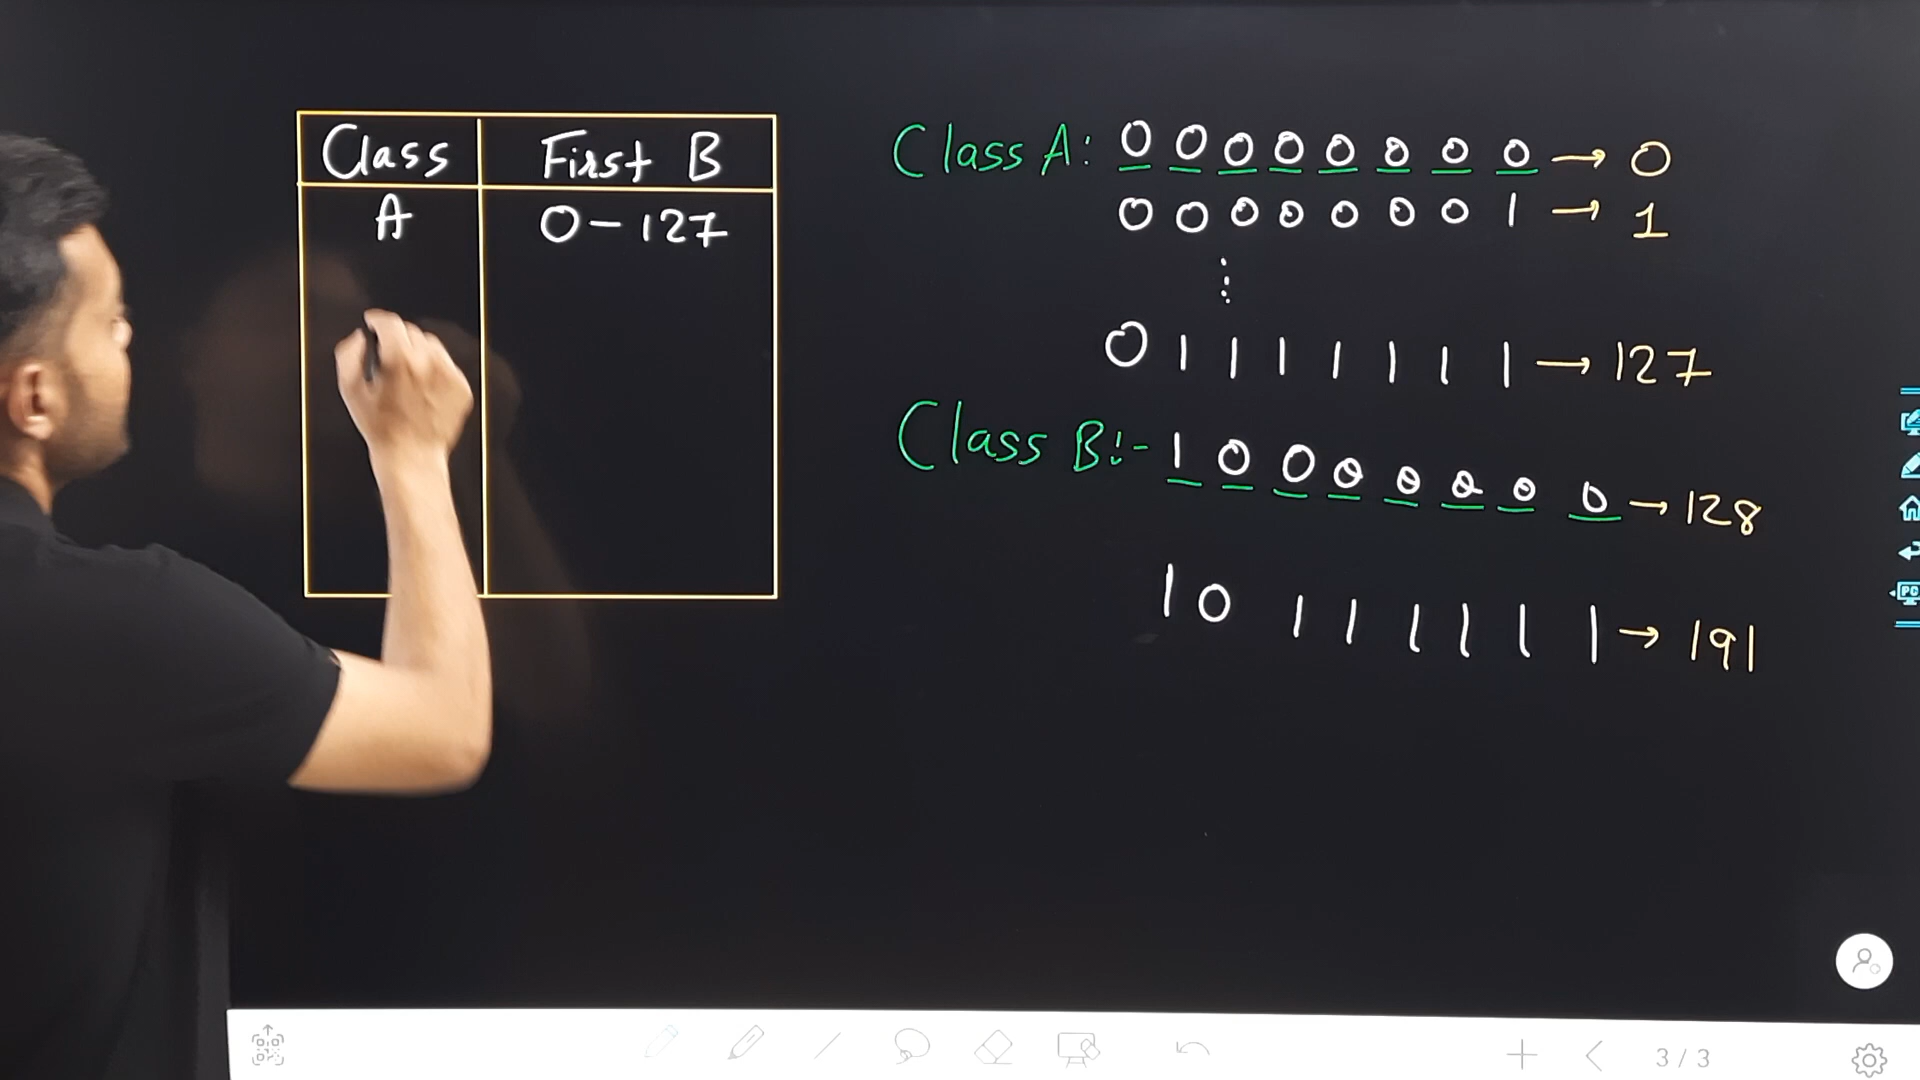 Class First B
A 0-127
Class A: 0 0 0 0 0 0 0 0 → 0
0 0 0 0 0 0 0 1 → 1
⋮
0 1 1 1 1 1 1 1 → 127
Class B:- 1 0 0 0 0 0 0 0 → 128
1 0 1 1 1 1 1 1 → 191
PC
3 / 3